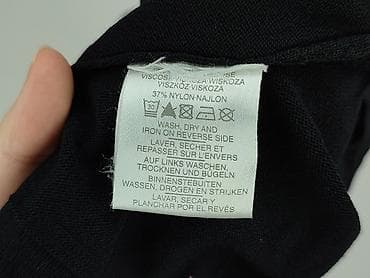 VISZKÓZ·VISKOZA
37% NYLON·NAJLON
30
WASH, DRY AND
IRON ON REVERSE SIDE
LAVER, SECHER ET
REPASSER SUR L'ENVERS
AUF LINKS WASCHEN,
TROCKNEN UND BÜGELN
BINNENSTEBUITEN
WASSEN, DROGEN EN STRIJKEN
LAVAR, SECAR Y
PLANCHAR POR EL REVÉS